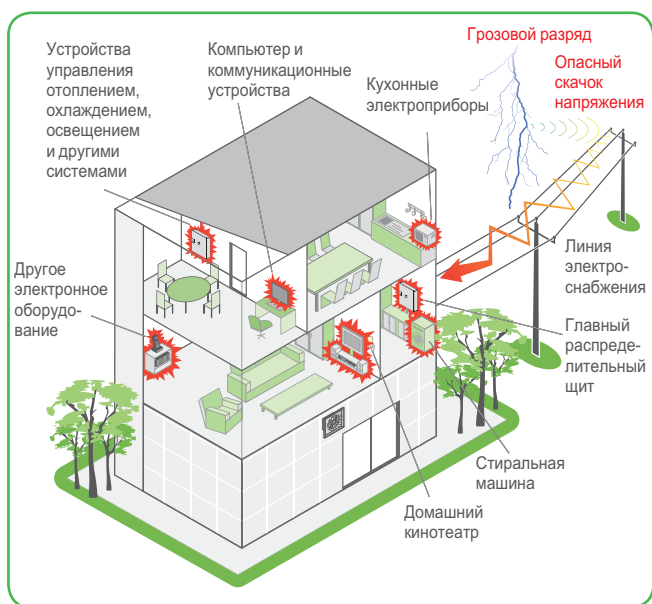 Устройства
управления
отоплением,
охлаждением,
освещением
и другими
системами
Компьютер и
коммуникационные
устройства
Кухонные
электроприборы
Грозовой разряд
Опасный
скачок
напряжения
Другое
электронное
оборудо-
вание
Линия
электро-
снабжения
Главный
распреде-
лительный
щит
Стиральная
машина
Домашний
кинотеатр